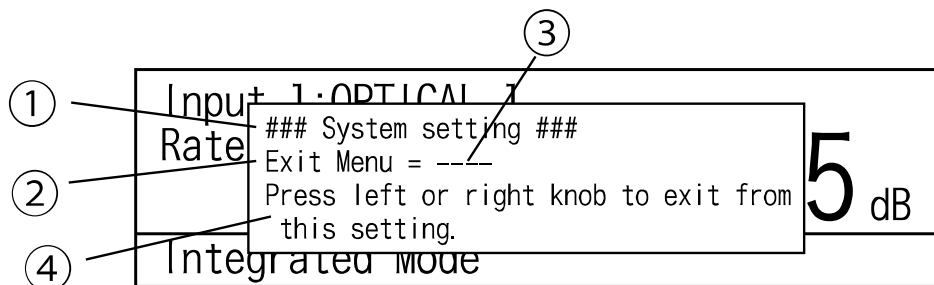 ③
① Input 1:OPTICAL 1
### System setting ###
Rate 5 dB
② Exit Menu = ----
Press left or right knob to exit from
this setting.
④ Integrated Mode